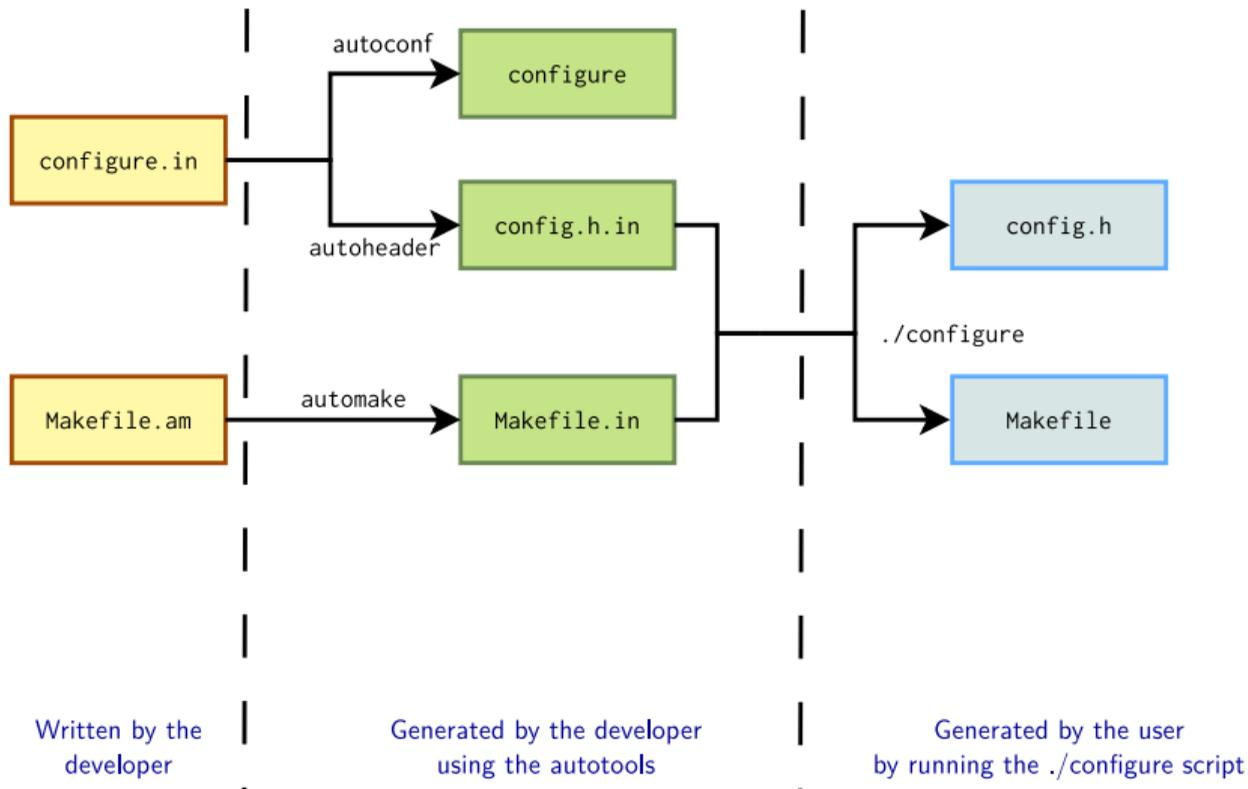 autoconf
configure
configure.in
config.h.in
config.h
autoheader
./configure
automake
Makefile.am
Makefile.in
Makefile
Written by the
developer
Generated by the developer
using the autotools
Generated by the user
by running the ./configure script